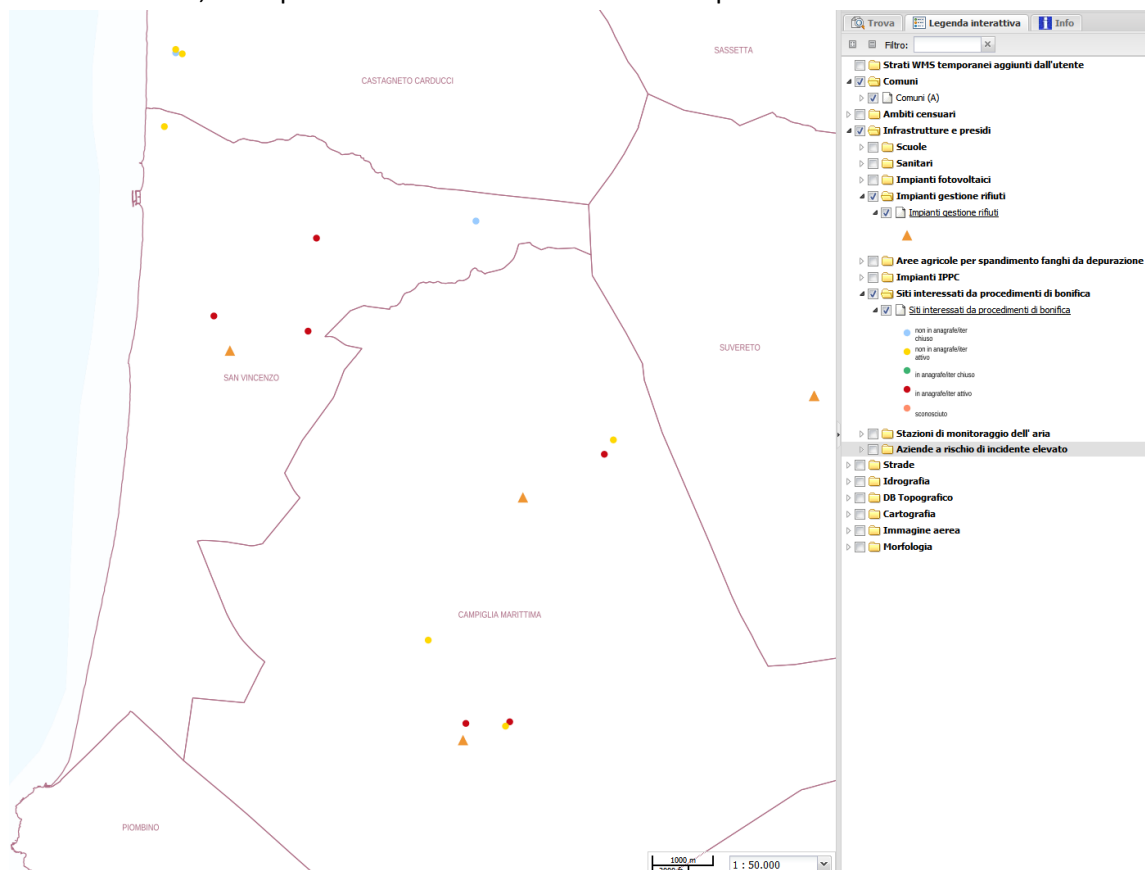 SASSETTA
CASTAGNETO CARDUCCI
SUVERETO
SAN VINCENZO
CAMPIGLIA MARITTIMA
PIOMBINO
1000 m
1 : 50.000
Trova
Legenda interattiva
Info
Filtro:
Strati WMS temporanei aggiunti dall'utente
Comuni
Comuni (A)
Ambiti censuari
Infrastrutture e presidi
Scuole
Sanitari
Impianti fotovoltaici
Impianti gestione rifiuti
Impianti gestione rifiuti
Aree agricole per spandimento fanghi da depurazione
Impianti IPPC
Siti interessati da procedimenti di bonifica
Siti interessati da procedimenti di bonifica
non in anagrafe/iter
chiuso
non in anagrafe/iter
attivo
in anagrafe/iter chiuso
in anagrafe/iter attivo
sconosciuto
Stazioni di monitoraggio dell' aria
Aziende a rischio di incidente elevato
Strade
Idrografia
DB Topografico
Cartografia
Immagine aerea
Morfologia